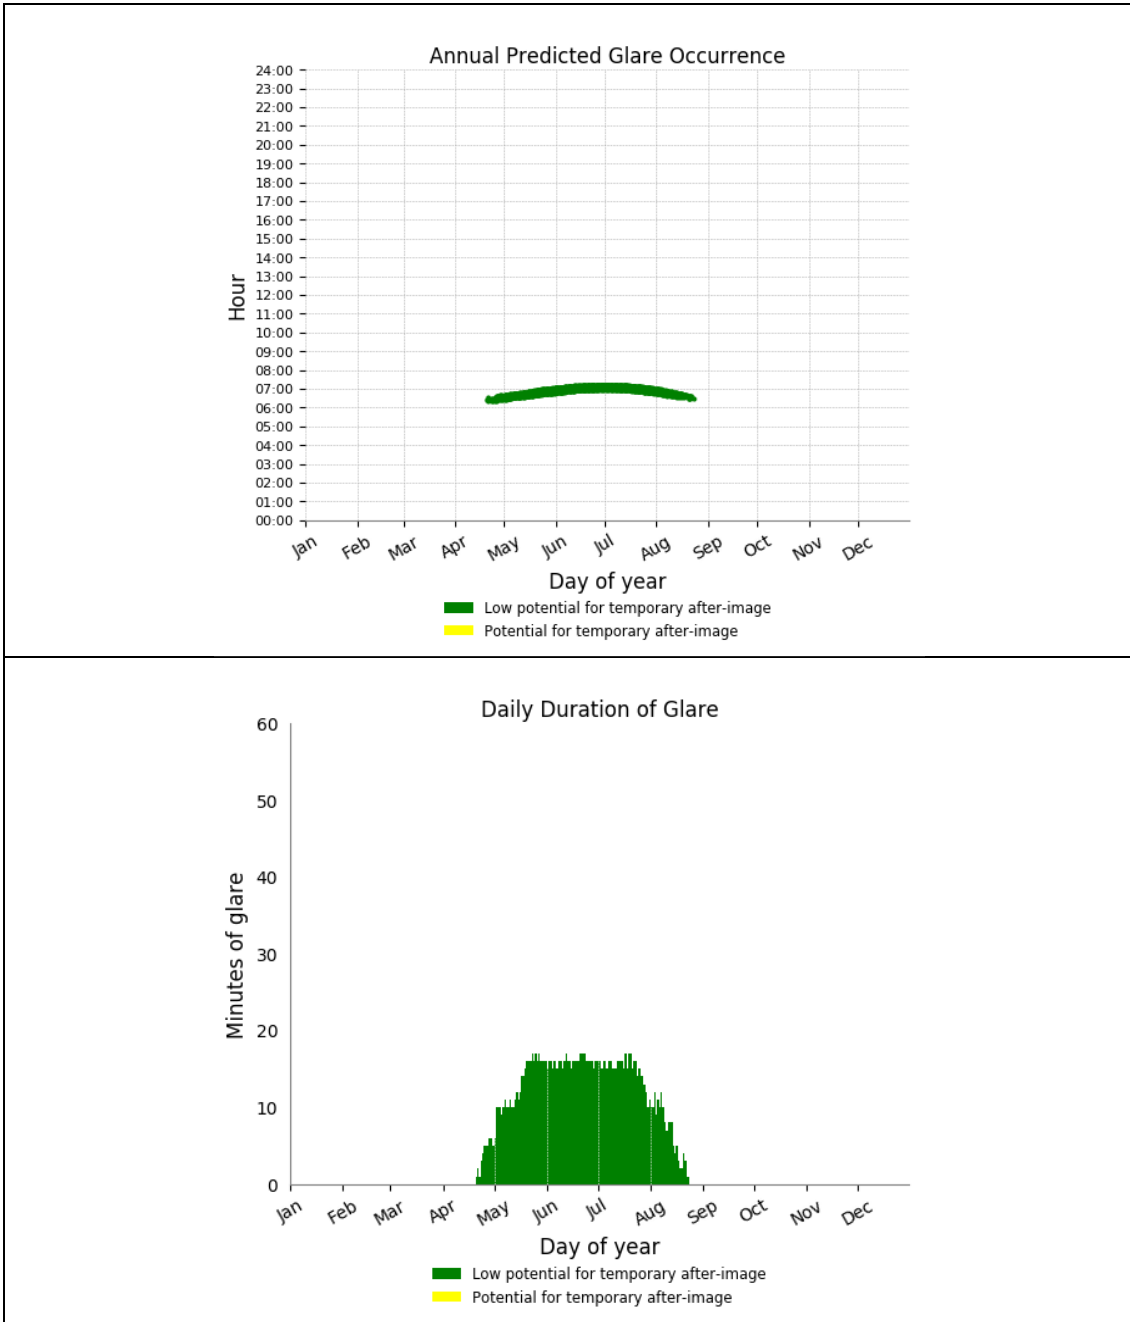 Annual Predicted Glare Occurrence
24:00
23:00
22:00
21:00
20:00
19:00
18:00
17:00
16:00
15:00
14:00
13:00
12:00
11:00
10:00
09:00
08:00
07:00
06:00
05:00
04:00
03:00
02:00
01:00
00:00
Hour
Jan Feb Mar Apr May Jun Jul Aug Sep Oct Nov Dec
Day of year
Low potential for temporary after-image
Potential for temporary after-image
Daily Duration of Glare
60
50
40
30
20
10
0
Minutes of glare
Jan Feb Mar Apr May Jun Jul Aug Sep Oct Nov Dec
Day of year
Low potential for temporary after-image
Potential for temporary after-image